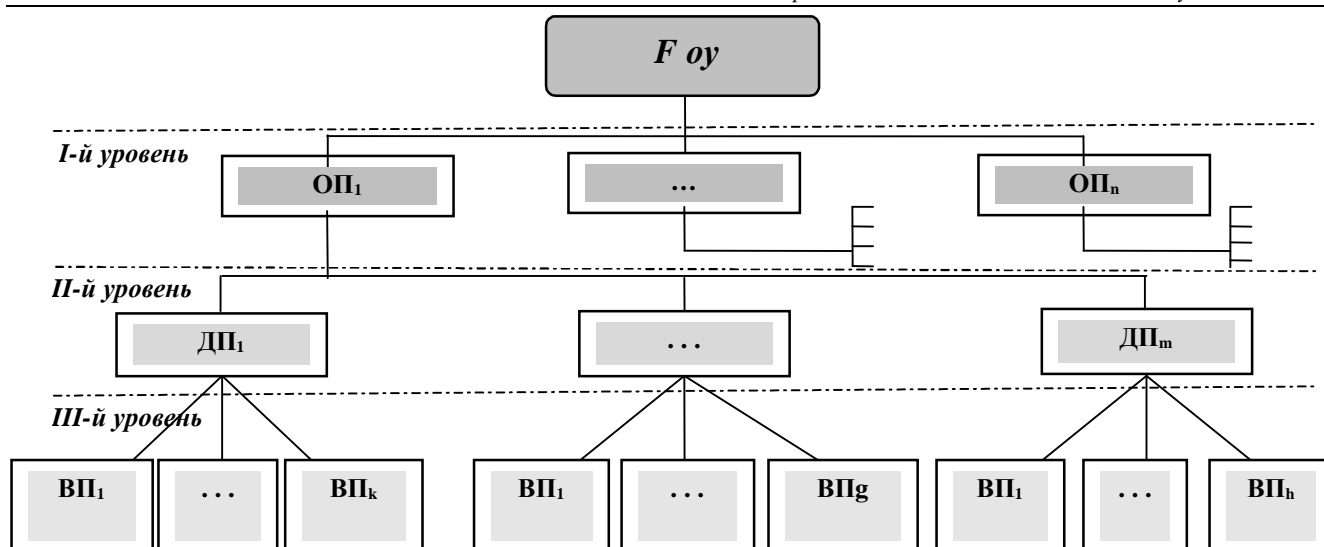 F оу
I-й уровень
ОП₁ ... ОПₙ
II-й уровень
ДП₁ . . . ДПₘ
III-й уровень
ВП₁ . . . ВПₖ ВП₁ . . . ВПg ВП₁ . . . ВПₕ